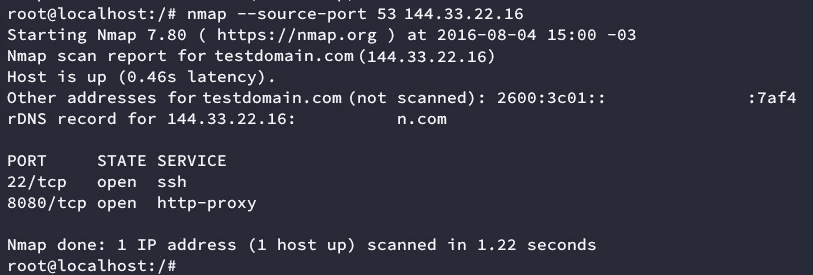 root@localhost:/# nmap --source-port 53 144.33.22.16
Starting Nmap 7.80 ( https://nmap.org ) at 2016-08-04 15:00 -03
Nmap scan report for testdomain.com (144.33.22.16)
Host is up (0.46s latency).
Other addresses for testdomain.com (not scanned): 2600:3c01:: :7af4
rDNS record for 144.33.22.16: n.com
PORT STATE SERVICE
22/tcp open ssh
8080/tcp open http-proxy
Nmap done: 1 IP address (1 host up) scanned in 1.22 seconds
root@localhost:/#